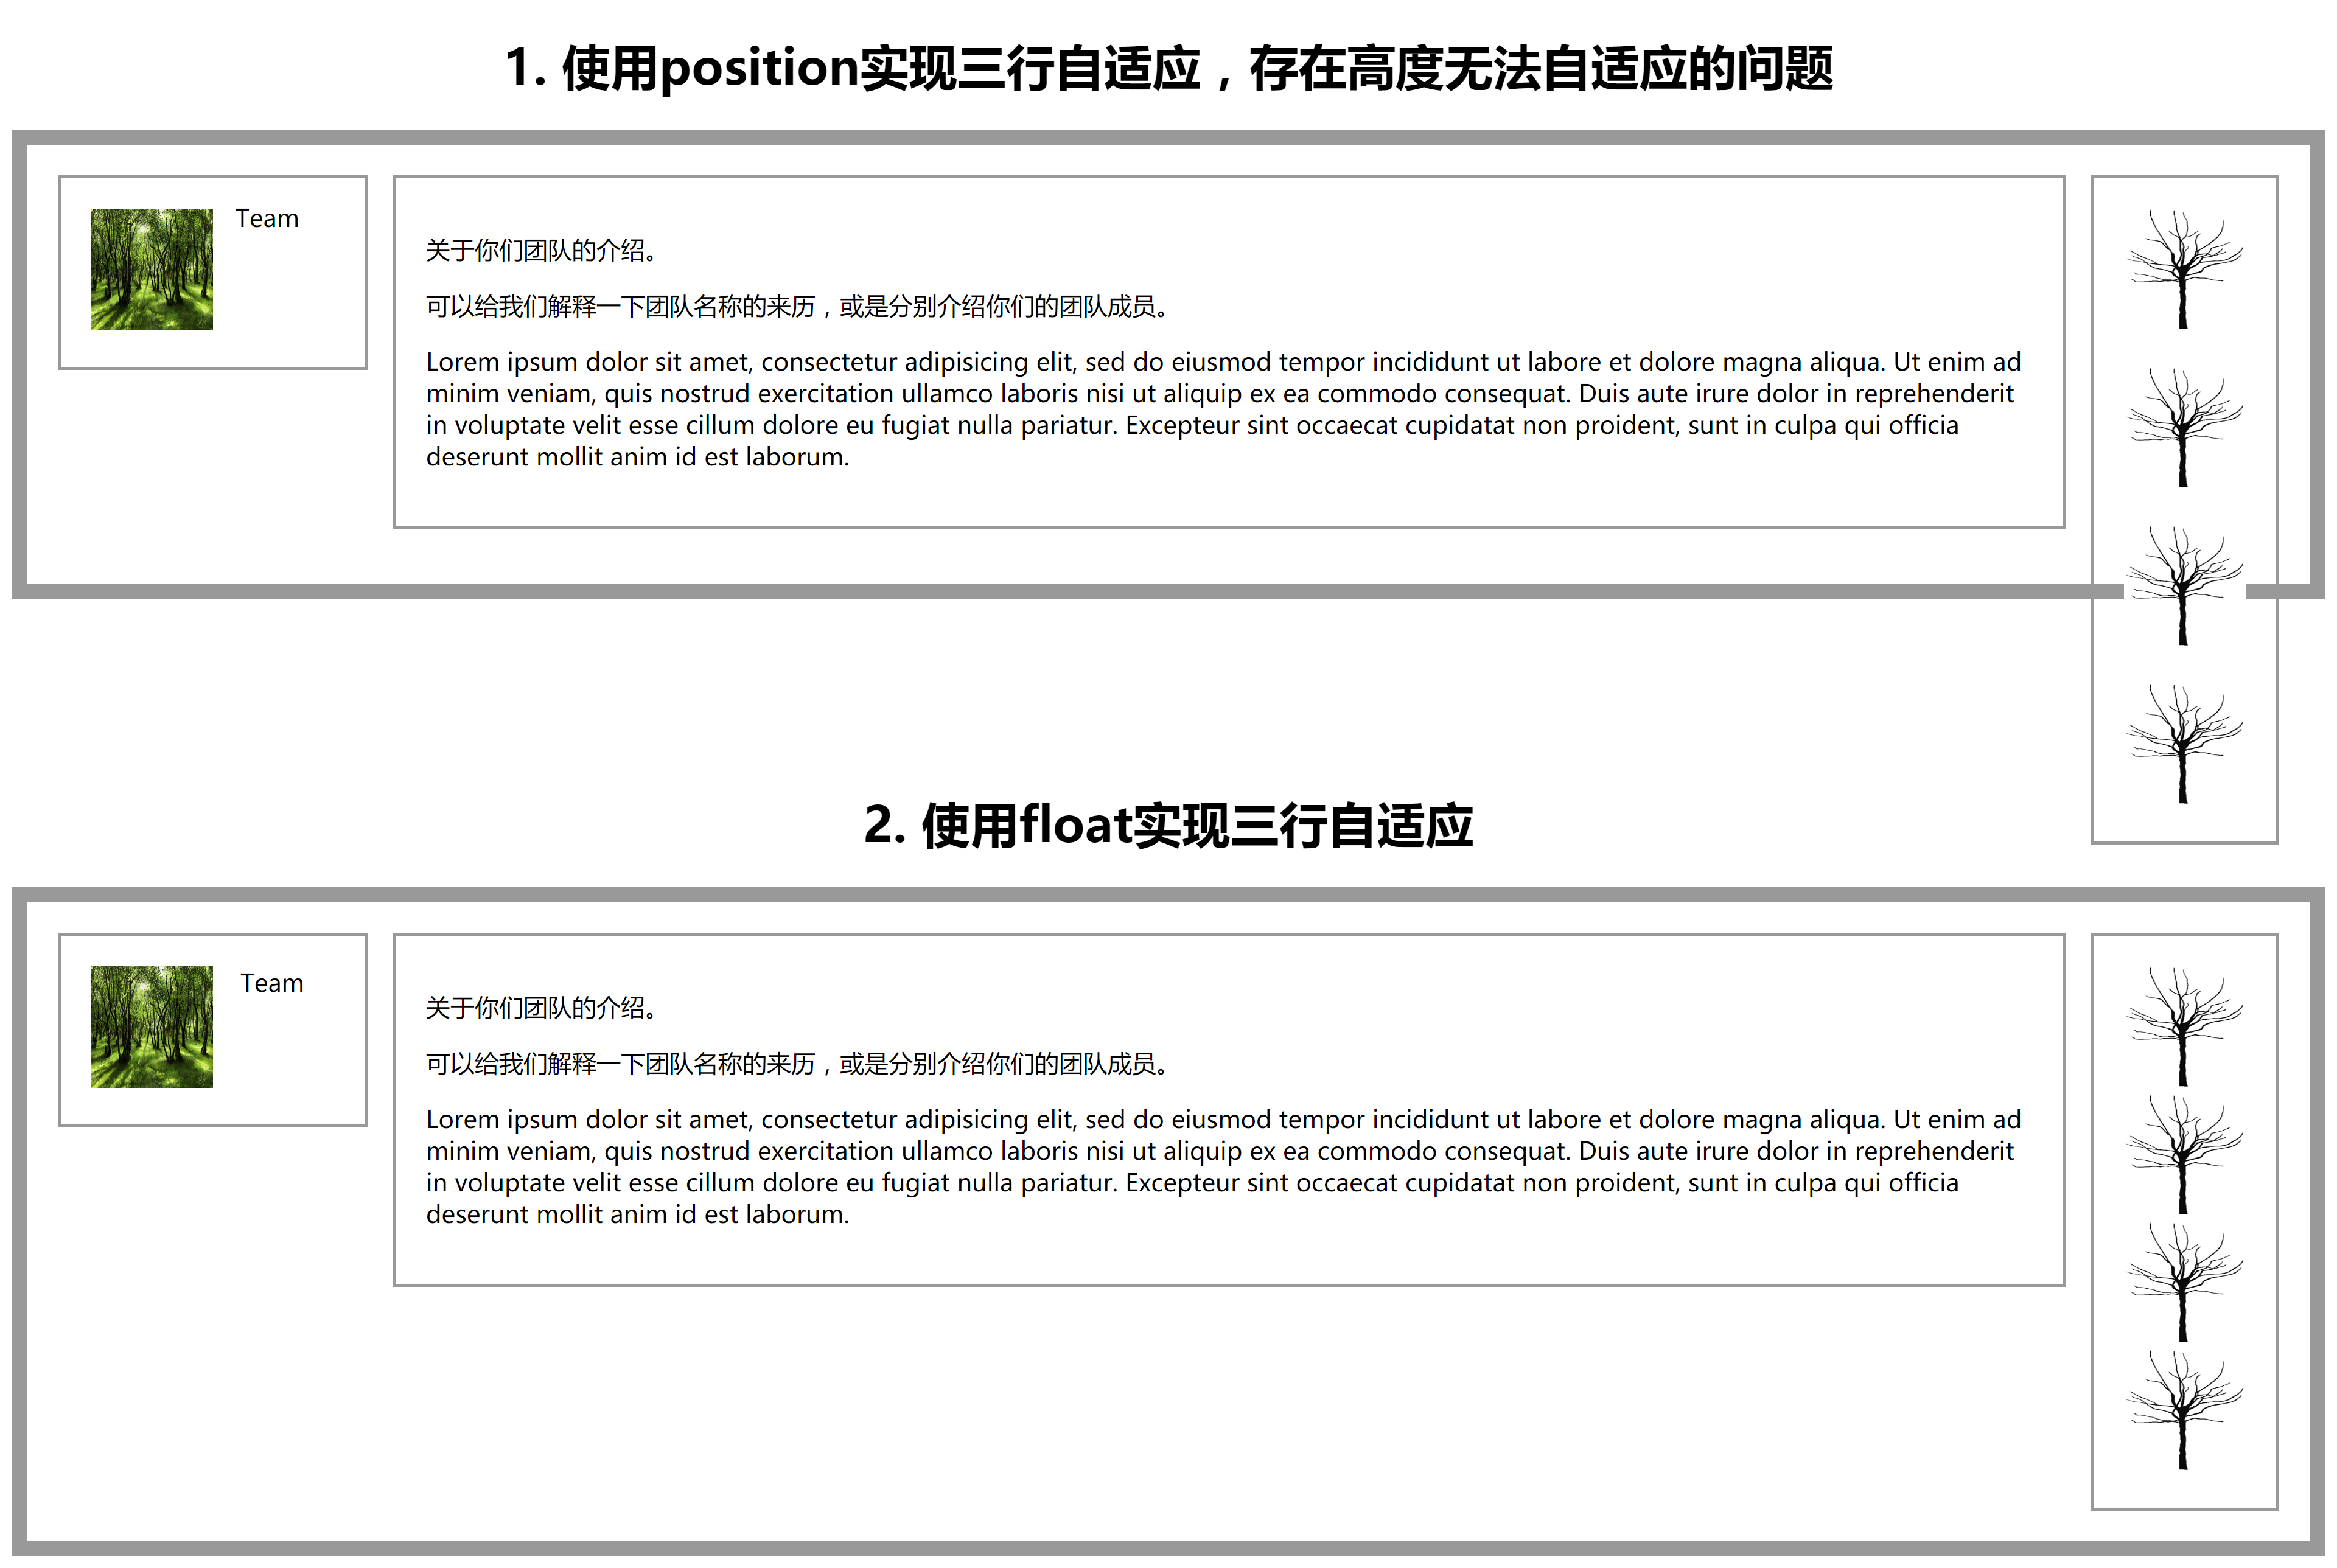 1. 使用position实现三行自适应，存在高度无法自适应的问题
Team
关于你们团队的介绍。
可以给我们解释一下团队名称的来历，或是分别介绍你们的团队成员。
Lorem ipsum dolor sit amet, consectetur adipisicing elit, sed do eiusmod tempor incididunt ut labore et dolore magna aliqua. Ut enim ad
minim veniam, quis nostrud exercitation ullamco laboris nisi ut aliquip ex ea commodo consequat. Duis aute irure dolor in reprehenderit
in voluptate velit esse cillum dolore eu fugiat nulla pariatur. Excepteur sint occaecat cupidatat non proident, sunt in culpa qui officia
deserunt mollit anim id est laborum.
2. 使用float实现三行自适应
Team
关于你们团队的介绍。
可以给我们解释一下团队名称的来历，或是分别介绍你们的团队成员。
Lorem ipsum dolor sit amet, consectetur adipisicing elit, sed do eiusmod tempor incididunt ut labore et dolore magna aliqua. Ut enim ad
minim veniam, quis nostrud exercitation ullamco laboris nisi ut aliquip ex ea commodo consequat. Duis aute irure dolor in reprehenderit
in voluptate velit esse cillum dolore eu fugiat nulla pariatur. Excepteur sint occaecat cupidatat non proident, sunt in culpa qui officia
deserunt mollit anim id est laborum.